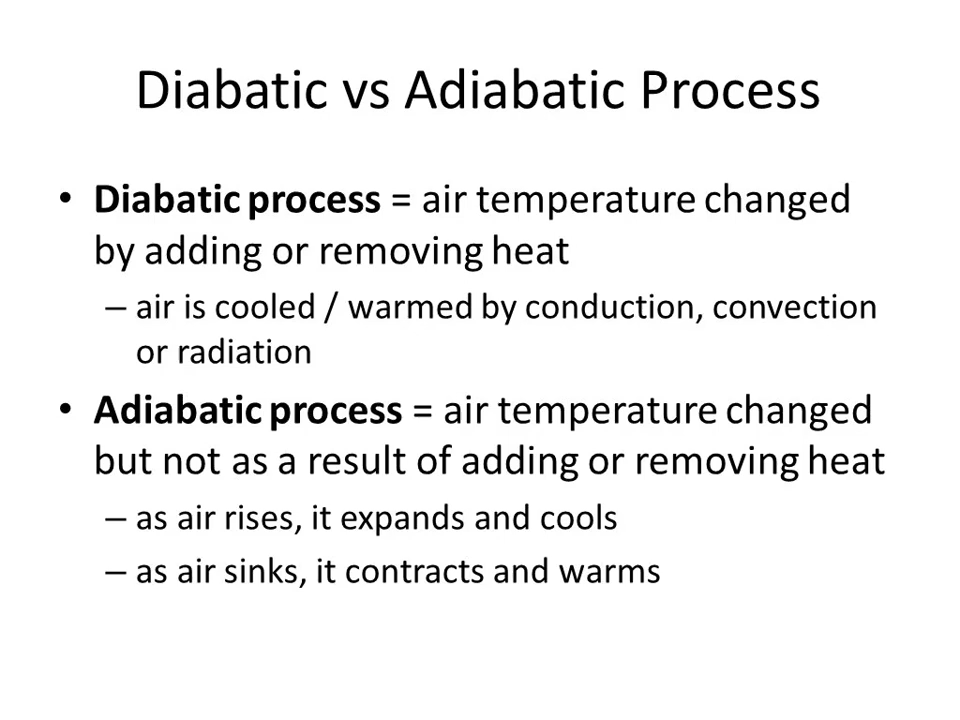 Diabatic vs Adiabatic Process
• Diabatic process = air temperature changed
by adding or removing heat
– air is cooled / warmed by conduction, convection
or radiation
• Adiabatic process = air temperature changed
but not as a result of adding or removing heat
– as air rises, it expands and cools
– as air sinks, it contracts and warms